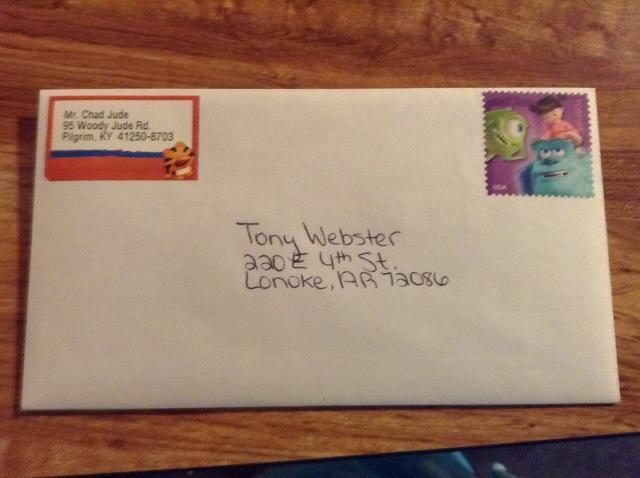 Mr. Chad Jude
95 Woody Jude Rd.
Pilgrim, KY 41250-8703
USA
Tony Webster
220 E 4th St.
Lonoke, AR 72086